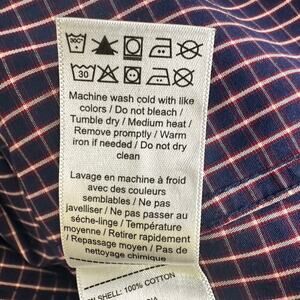 30°C
30
Machine wash cold with like
colors / Do not bleach /
Tumble dry / Medium heat /
Remove promptly / Warm
iron if needed / Do not dry
clean
Lavage en machine à froid
avec des couleurs
semblables / Ne pas
javelliser / Ne pas passer au
séche-linge / Température
moyenne / Retirer rapidement
/ Repassage moyen / Pas de
nettoyage chimique
SHELL: 100% COTTON